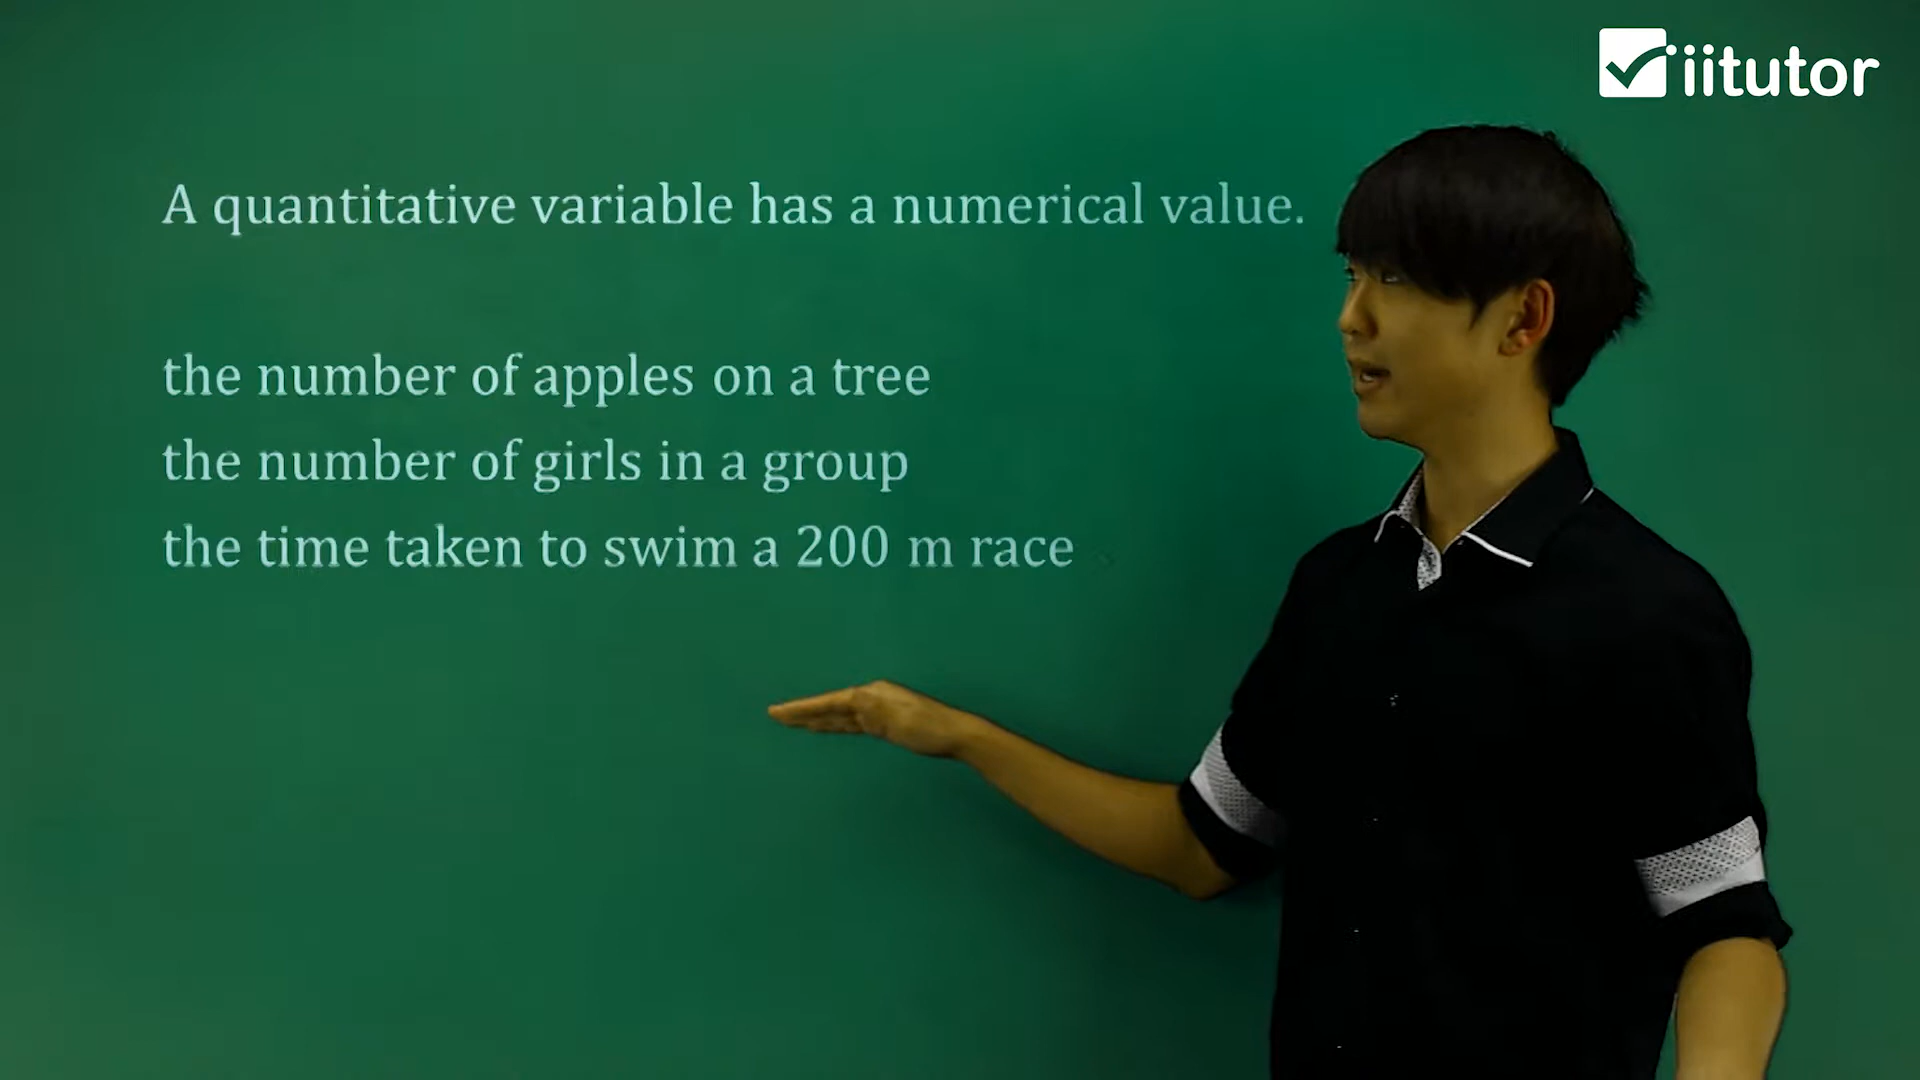 iitutor
A quantitative variable has a numerical value.
the number of apples on a tree
the number of girls in a group
the time taken to swim a 200 m race